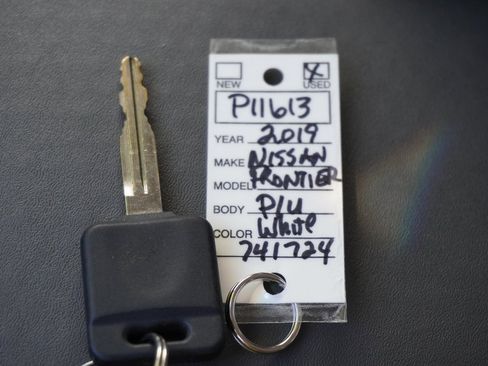 X
NEW USED
P11613
YEAR 2019
MAKE NISSAN
MODEL FRONTIER
BODY P/U
COLOR White
741724